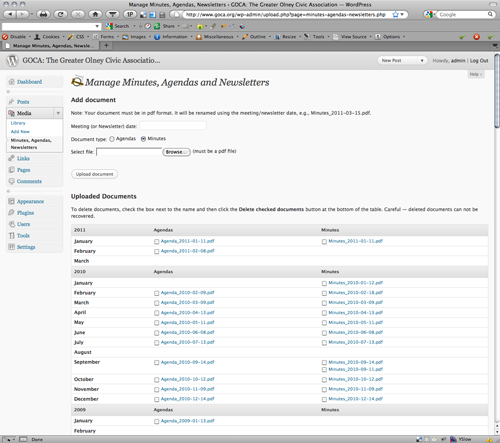 Manage Minutes, Agendas, Newsletters ‹ GOCA: The Greater Olney Civic Association — WordPress
http://www.goca.org/wp-admin/upload.php?page=minutes-agendas-newsletters.php
Google
Search
Share
Disable Cookies CSS Forms Images Information Miscellaneous Outline Resize Tools View Source Options
Manage Minutes, Agendas, Newsle...
GOCA: The Greater Olney Civic Associatio...
New Post
Howdy, admin | Log Out
Help
Dashboard
Posts
Media
Library
Add New
Minutes, Agendas,
Newsletters
Links
Pages
Comments
Appearance
Plugins
Users
Tools
Settings
Manage Minutes, Agendas and Newsletters
Add document
Note: Your document must be in pdf format. It will be renamed using the meeting/newsletter date, e.g., Minutes_2011-03-15.pdf.
Meeting (or Newsletter) date:
Document type: Agendas Minutes
Select file: Browse... (must be a pdf file)
Upload document
Uploaded Documents
To delete documents, check the box next to the name and then click the Delete checked documents button at the bottom of the table. Careful — deleted documents can not be
recovered.
2011 Agendas Minutes
January Agenda_2011-01-11.pdf Minutes_2011-01-11.pdf
February Agenda_2011-02-08.pdf
March
2010 Agendas Minutes
January Minutes_2010-01-12.pdf
February Agenda_2010-02-09.pdf Minutes_2010-02-18.pdf
March Agenda_2010-03-09.pdf Minutes_2010-03-09.pdf
April Agenda_2010-04-13.pdf Minutes_2010-04-13.pdf
May Agenda_2010-05-11.pdf Minutes_2010-05-11.pdf
June Agenda_2010-06-08.pdf Minutes_2010-06-08.pdf
July Agenda_2010-07-13.pdf Minutes_2010-07-13.pdf
August
September Agenda_2010-09-14.pdf Minutes_2010-09-14.pdf
Minutes_2010-09-11.pdf
October Agenda_2010-10-12.pdf Minutes_2010-10-12.pdf
November Agenda_2010-11-09.pdf Minutes_2010-11-09.pdf
December Agenda_2010-12-14.pdf Minutes_2010-12-14.pdf
2009 Agendas Minutes
January Agenda_2009-01-13.pdf
February
Done
YSlow